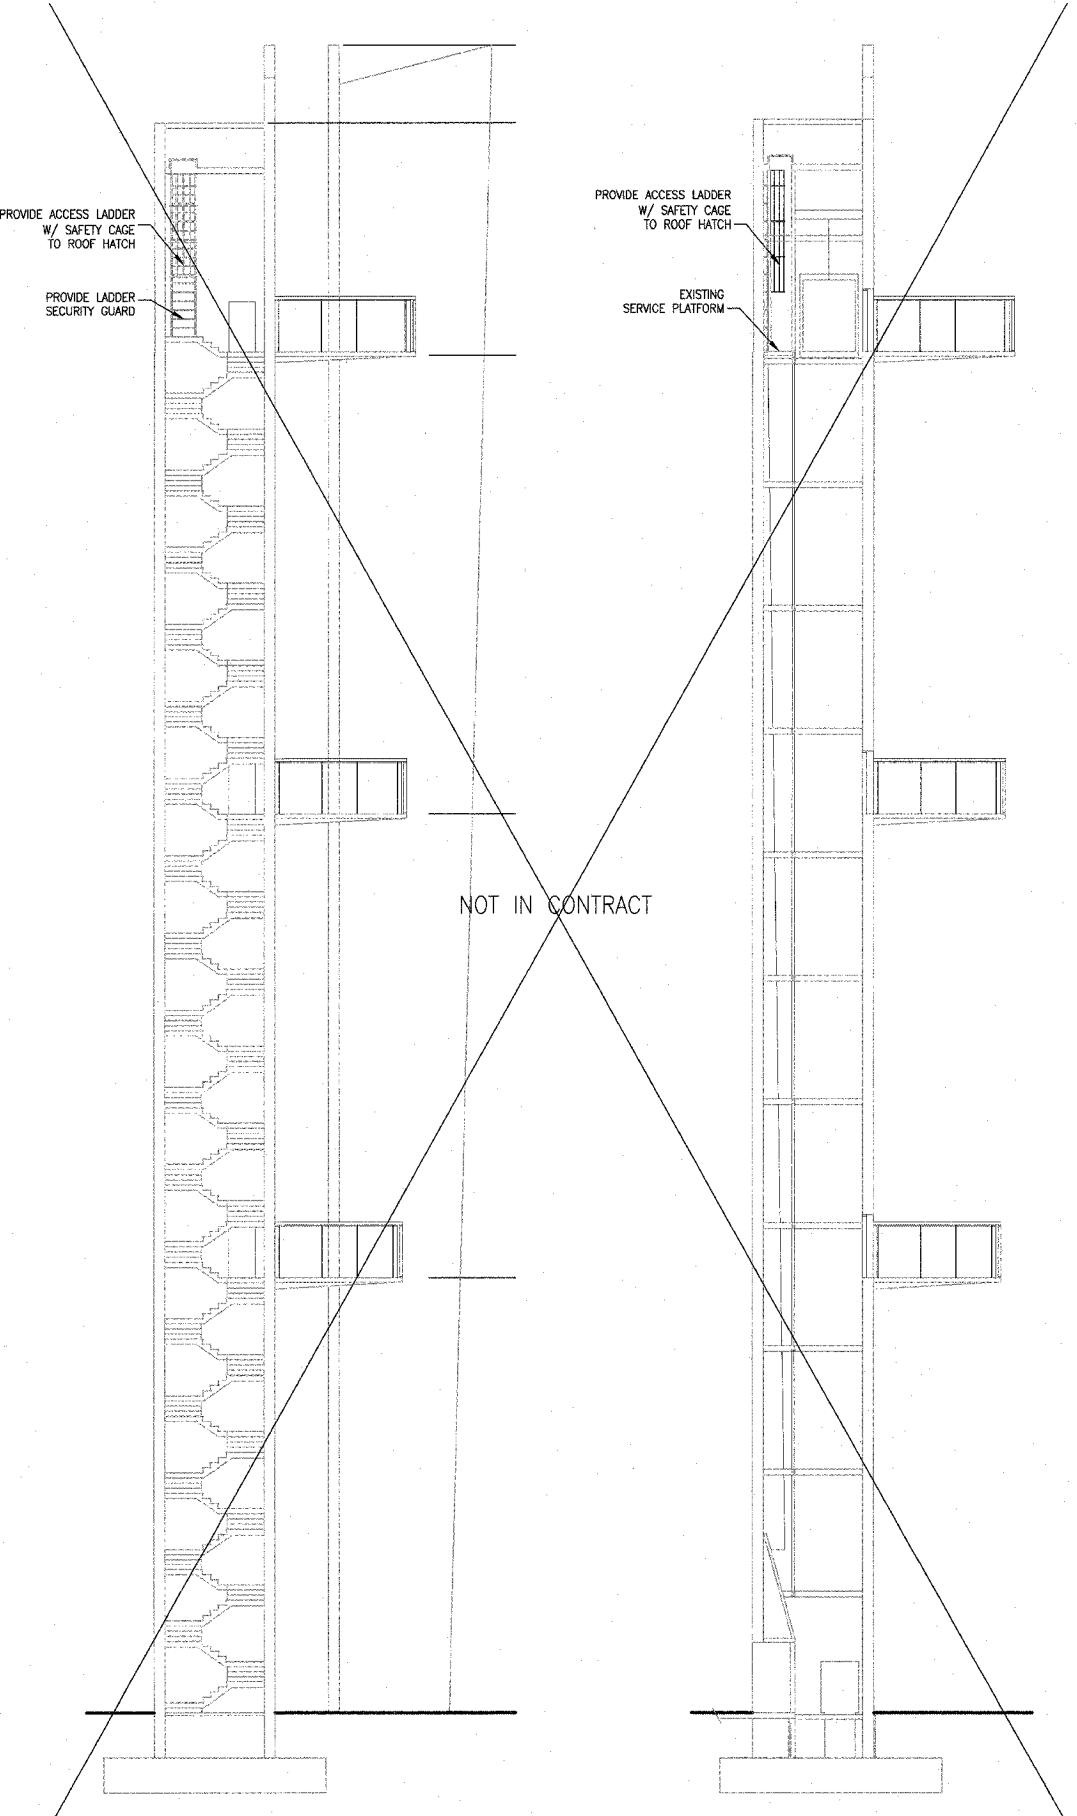 PROVIDE ACCESS LADDER
W/ SAFETY CAGE
TO ROOF HATCH
PROVIDE LADDER
SECURITY GUARD
PROVIDE ACCESS LADDER
W/ SAFETY CAGE
TO ROOF HATCH
EXISTING
SERVICE PLATFORM
NOT IN CONTRACT